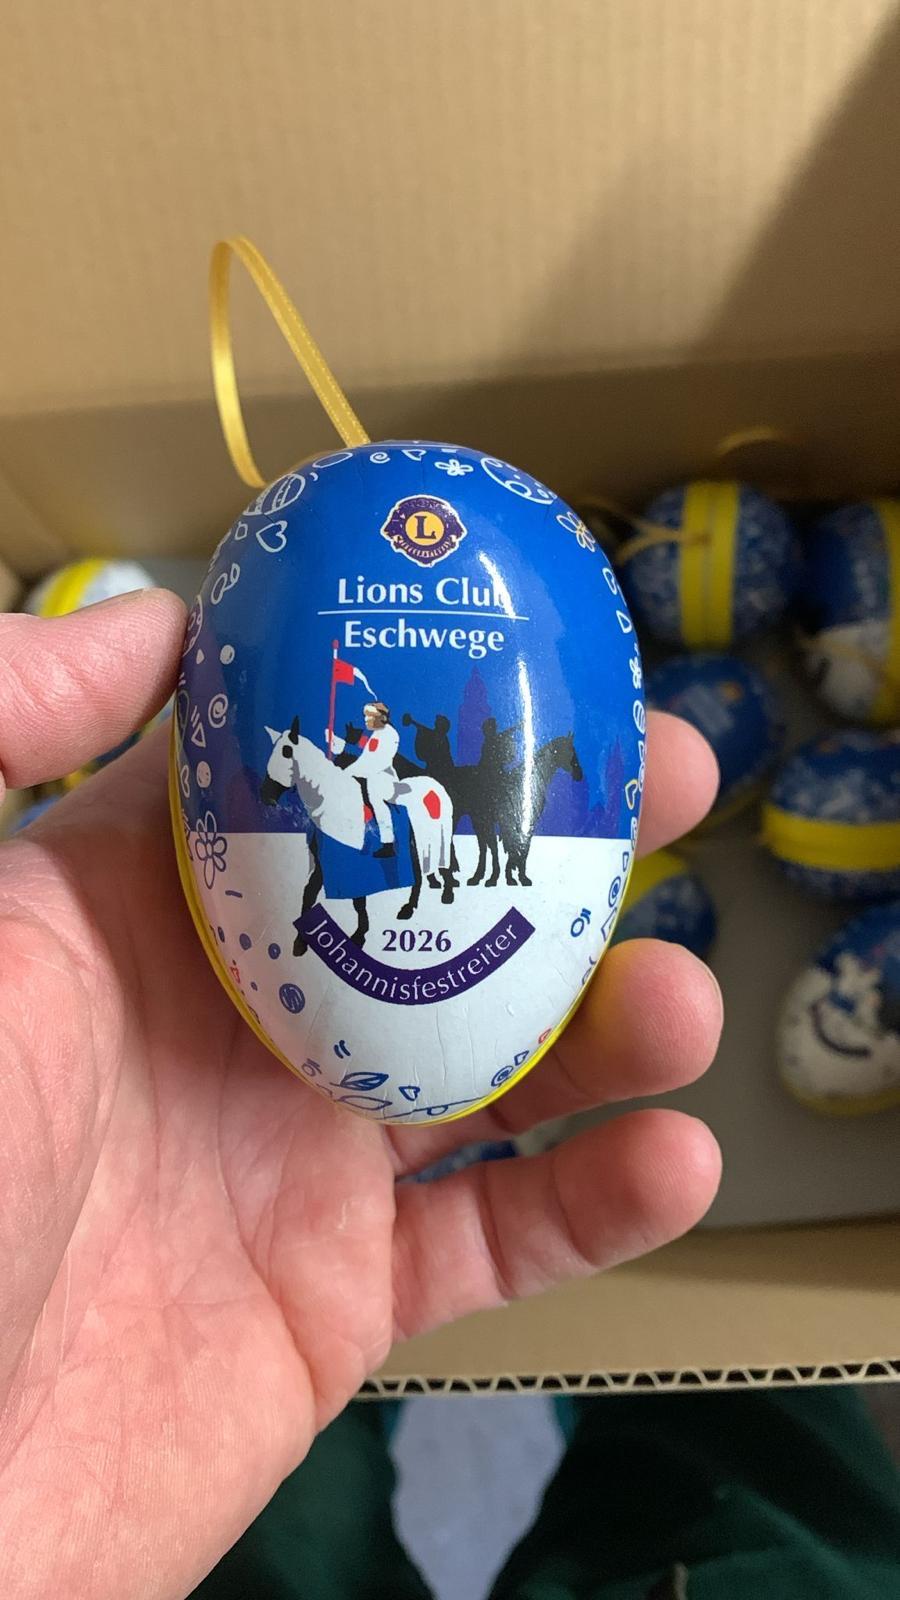 L
Lions Club
Eschwege
2026
Johannisfestreiter